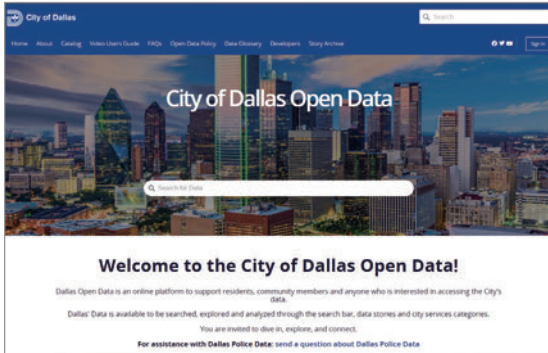 City of Dallas
Search
Home About Catalog Video Users Guide FAQs Open Data Policy Data Glossary Developers Story Archive Sign In
City of Dallas Open Data
Search for Data
Welcome to the City of Dallas Open Data!
Dallas Open Data is an online platform to support residents, community members and anyone who is interested in accessing the City's
data.
Dallas' Data is available to be searched, explored and analyzed through the search bar, data stories and city services categories.
You are invited to dive in, explore, and connect.
For assistance with Dallas Police Data: send a question about Dallas Police Data